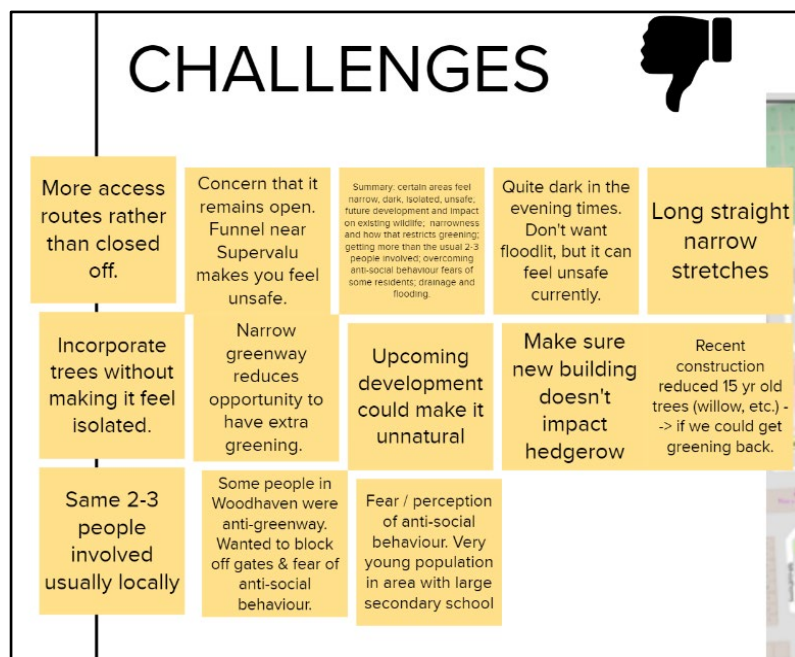 CHALLENGES
More access
routes rather
than closed
off.
Concern that it
remains open.
Funnel near
Supervalu
makes you feel
unsafe.
Summary: certain areas feel
narrow, dark, isolated, unsafe;
future development and impact
on existing wildlife; narrowness
and how that restricts greening;
getting more than the usual 2-3
people involved; overcoming
anti-social behaviour fears of
some residents; drainage and
flooding.
Quite dark in the
evening times.
Don't want
floodlit, but it can
feel unsafe
currently.
Long straight
narrow
stretches
Incorporate
trees without
making it feel
isolated.
Narrow
greenway
reduces
opportunity to
have extra
greening.
Upcoming
development
could make it
unnatural
Make sure
new building
doesn't
impact
hedgerow
Recent
construction
reduced 15 yr old
trees (willow, etc.) -
-> if we could get
greening back.
Same 2-3
people
involved
usually locally
Some people in
Woodhaven were
anti-greenway.
Wanted to block
off gates & fear of
anti-social
behaviour.
Fear / perception
of anti-social
behaviour. Very
young population
in area with large
secondary school